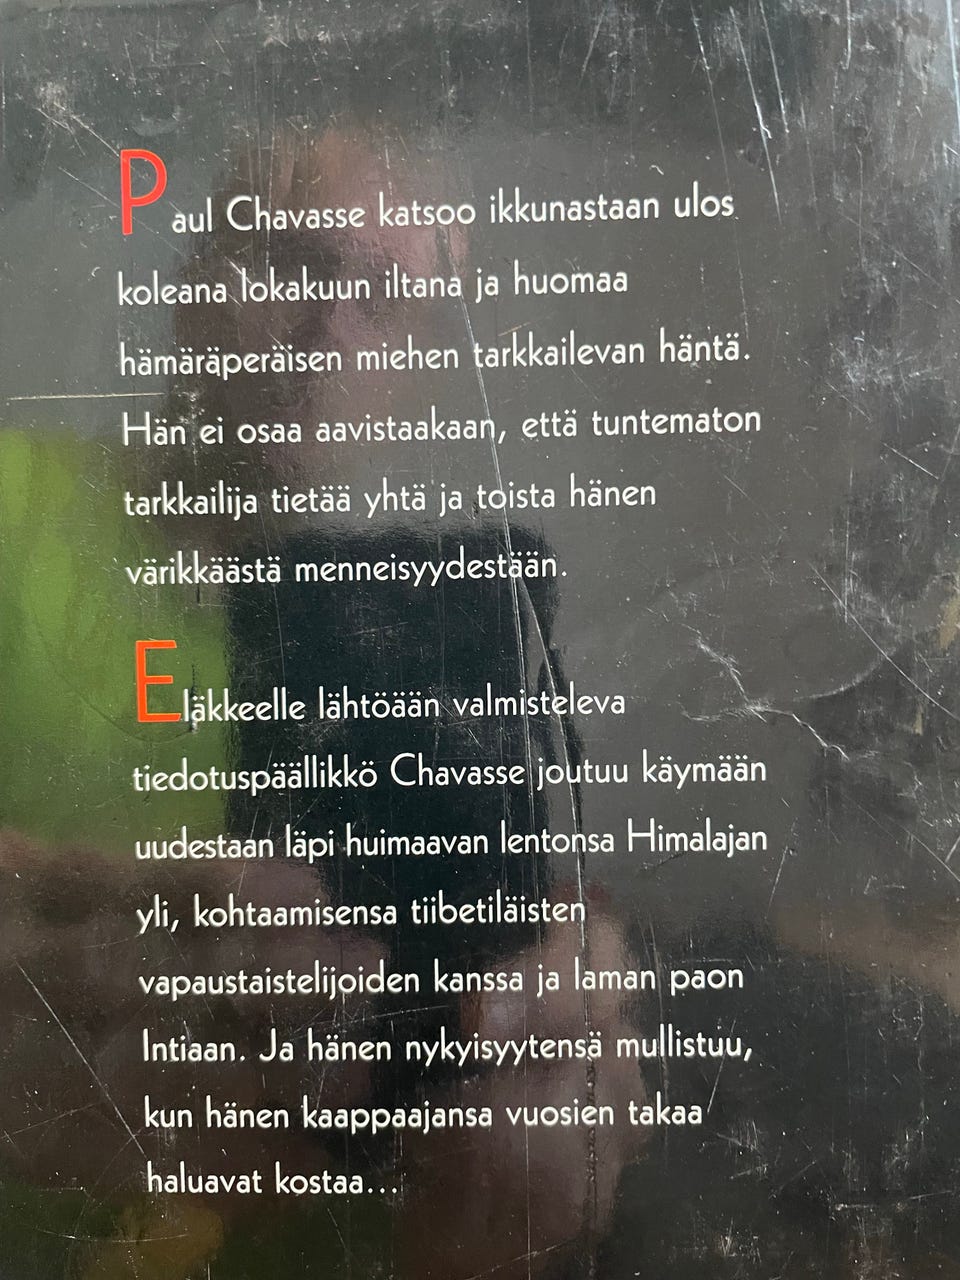 Paul Chavasse katsoo ikkunastaan ulos
koleana lokakuun iltana ja huomaa
hämäräperäisen miehen tarkkailevan häntä.
Hän ei osaa aavistaakaan, että tuntematon
tarkkailija tietää yhtä ja toista hänen
värikkäästä menneisyydestään.
Eläkkeelle lähtöään valmisteleva
tiedotuspäällikkö Chavasse joutuu käymään
uudestaan läpi huimaavan lentonsa Himalajan
yli, kohtaamisensa tiibetiläisten
vapaustaistelijoiden kanssa ja laman paon
Intiaan. Ja hänen nykyisyytensä mullistuu,
kun hänen kaappaajansa vuosien takaa
haluavat kostaa...